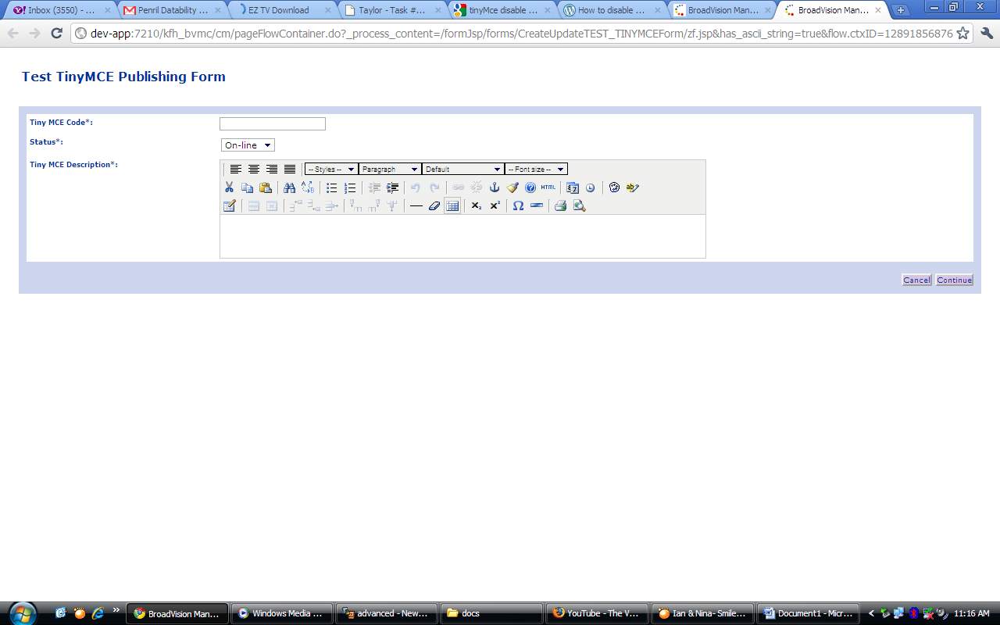 Inbox (3550) - ...
Penril Datability ...
EZ TV Download
Taylor - Task #...
tinyMce disable ...
How to disable ...
BroadVision Man...
BroadVision Man...
dev-app:7210/kfh_bvmc/cm/pageFlowContainer.do?_process_content=/formJsp/forms/CreateUpdateTEST_TINYMCEForm/zf.jsp&has_ascii_string=true&flow.ctxID=12891856876
Test TinyMCE Publishing Form
Tiny MCE Code*:
Status*:
On-line
Tiny MCE Description*:
-- Styles --
Paragraph
Default
-- Font size --
HTML
Cancel
Continue
BroadVision Man...
Windows Media ...
advanced - New...
docs
YouTube - The V...
Ian & Nina- Smile...
Document1 - Micr...
11:16 AM